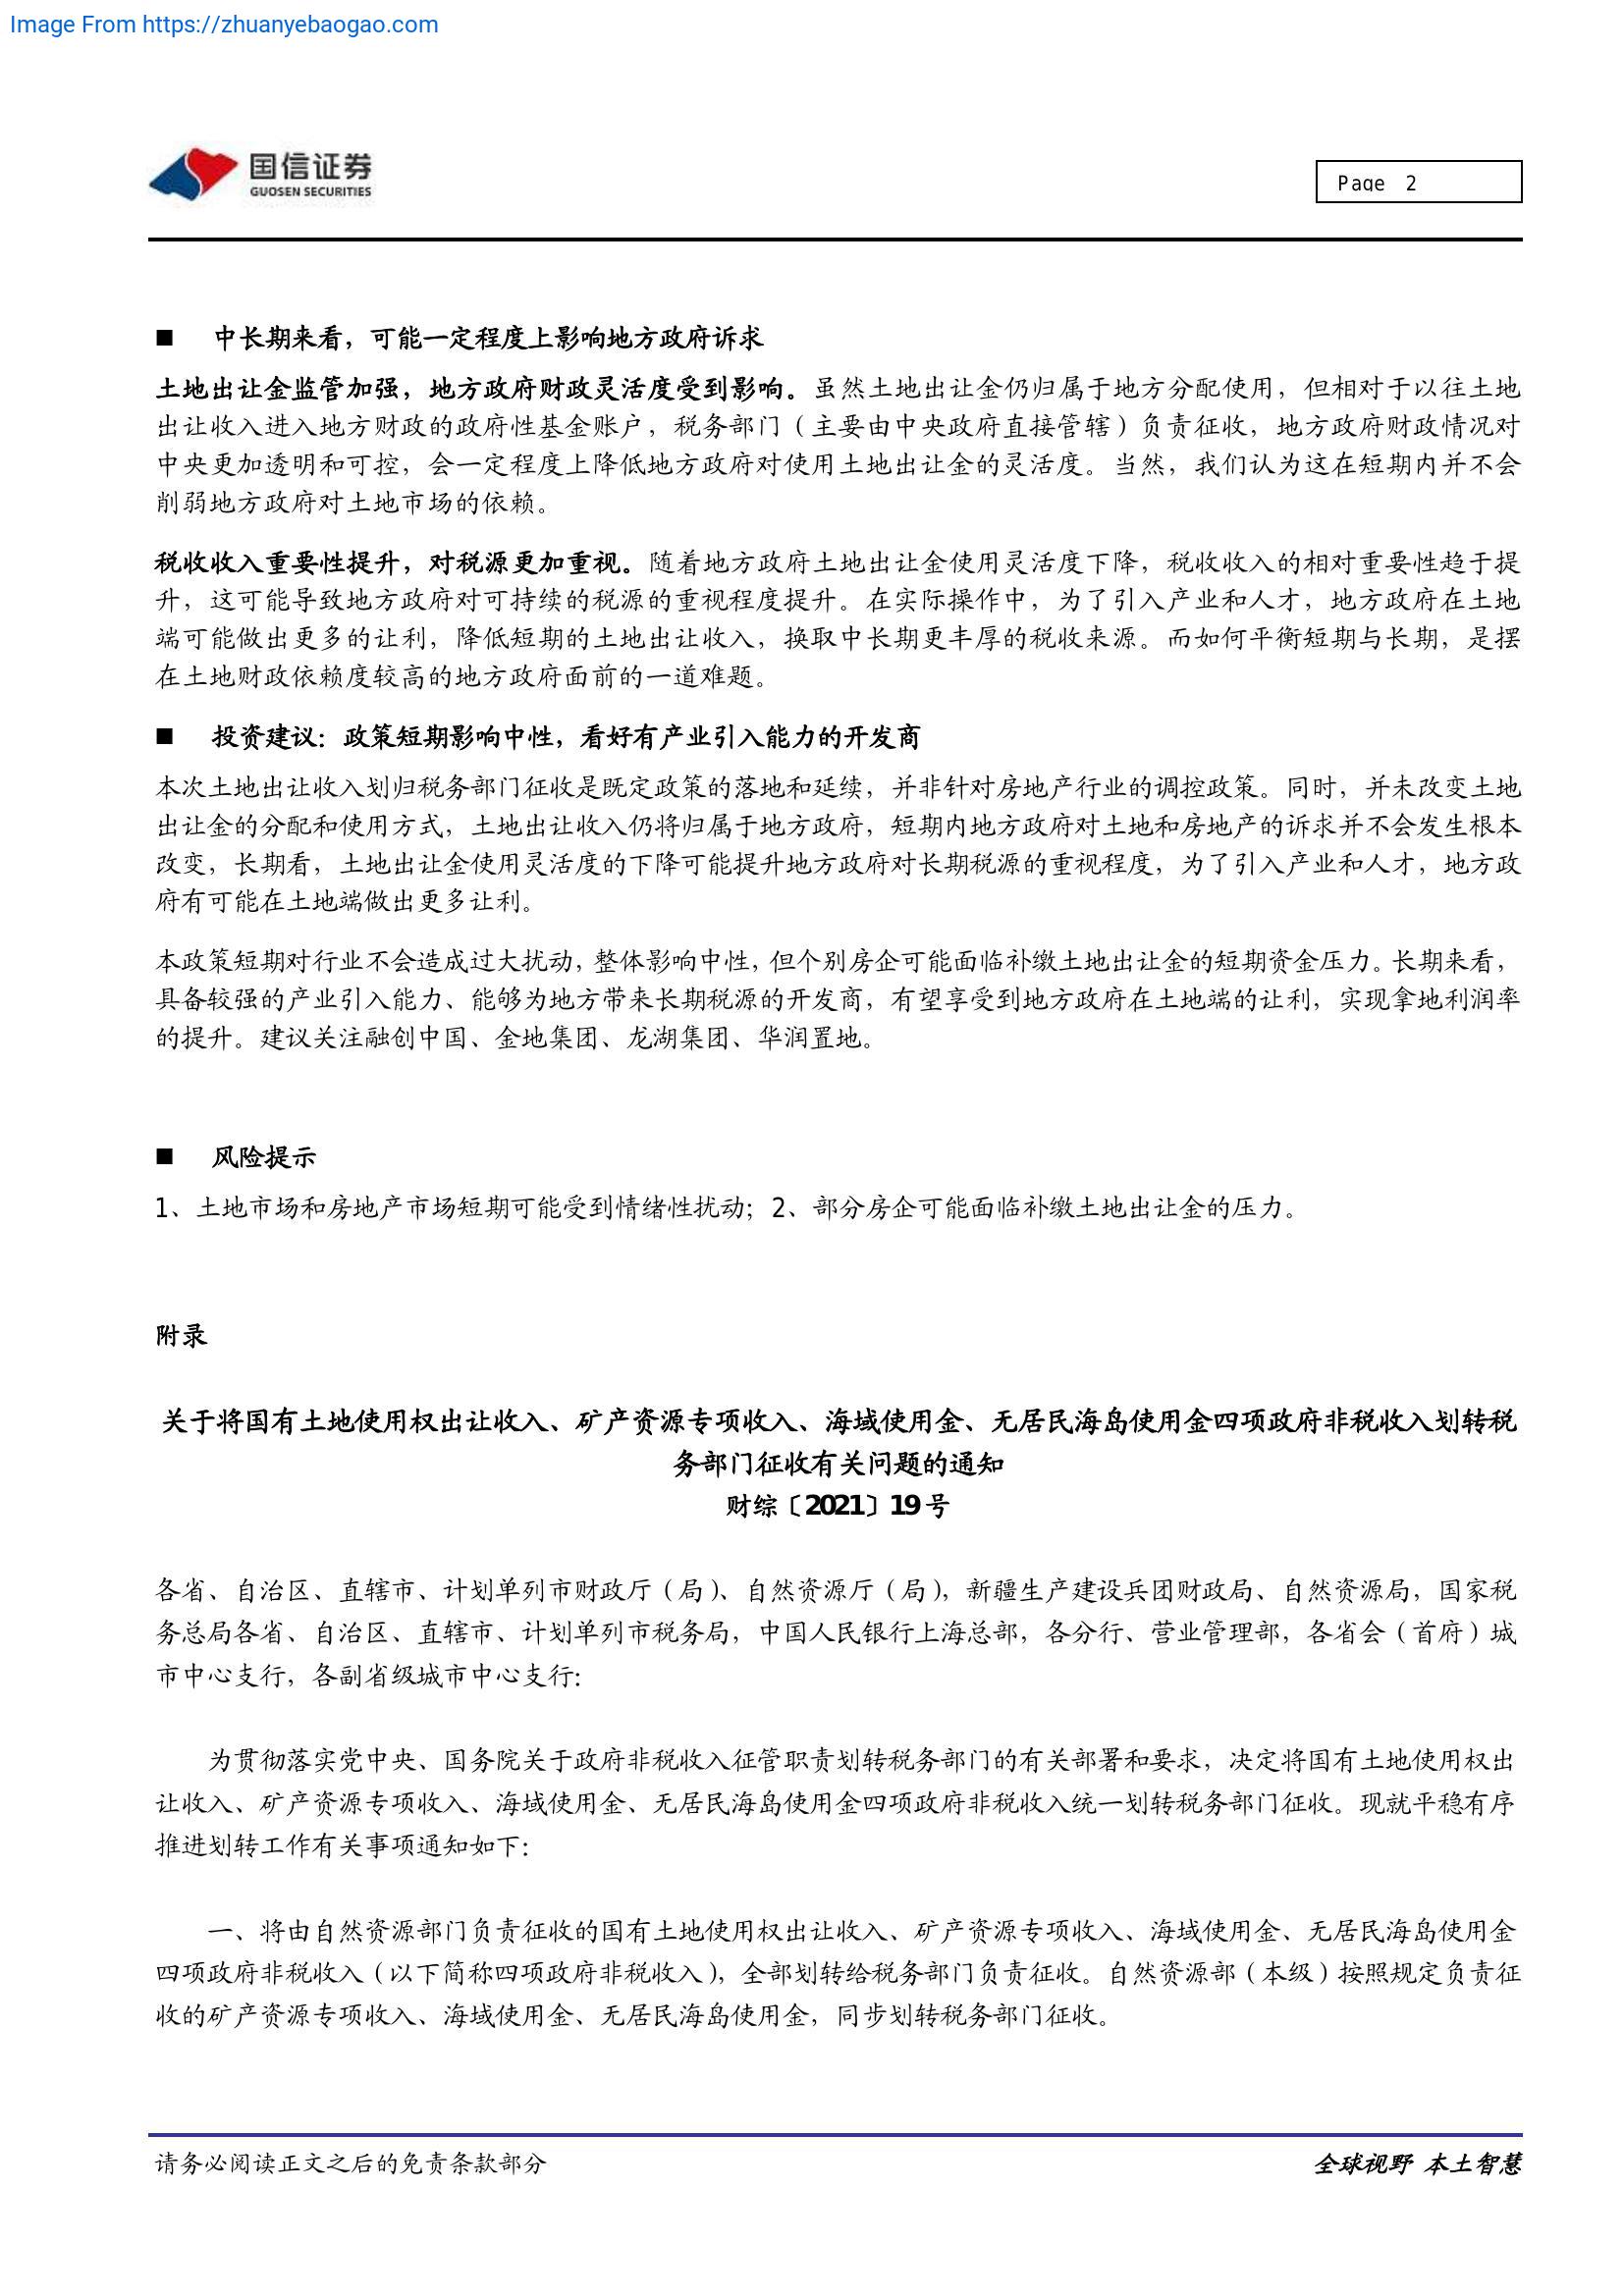 Image From https://zhuanyebaogao.com
国信证券
GUOSEN SECURITIES
Page 2
■ 中长期来看，可能一定程度上影响地方政府诉求
土地出让金监管加强，地方政府财政灵活度受到影响。虽然土地出让金仍归属于地方分配使用，但相对于以往土地
出让收入进入地方财政的政府性基金账户，税务部门（主要由中央政府直接管辖）负责征收，地方政府财政情况对
中央更加透明和可控，会一定程度上降低地方政府对使用土地出让金的灵活度。当然，我们认为这在短期内并不会
削弱地方政府对土地市场的依赖。
税收收入重要性提升，对税源更加重视。随着地方政府土地出让金使用灵活度下降，税收收入的相对重要性趋于提
升，这可能导致地方政府对可持续的税源的重视程度提升。在实际操作中，为了引入产业和人才，地方政府在土地
端可能做出更多的让利，降低短期的土地出让收入，换取中长期更丰厚的税收来源。而如何平衡短期与长期，是摆
在土地财政依赖度较高的地方政府面前的一道难题。
■ 投资建议：政策短期影响中性，看好有产业引入能力的开发商
本次土地出让收入划归税务部门征收是既定政策的落地和延续，并非针对房地产行业的调控政策。同时，并未改变土地
出让金的分配和使用方式，土地出让收入仍将归属于地方政府，短期内地方政府对土地和房地产的诉求并不会发生根本
改变，长期看，土地出让金使用灵活度的下降可能提升地方政府对长期税源的重视程度，为了引入产业和人才，地方政
府有可能在土地端做出更多让利。
本政策短期对行业不会造成过大扰动，整体影响中性，但个别房企可能面临补缴土地出让金的短期资金压力。长期来看，
具备较强的产业引入能力、能够为地方带来长期税源的开发商，有望享受到地方政府在土地端的让利，实现拿地利润率
的提升。建议关注融创中国、金地集团、龙湖集团、华润置地。
■ 风险提示
1、土地市场和房地产市场短期可能受到情绪性扰动；2、部分房企可能面临补缴土地出让金的压力。
附录
关于将国有土地使用权出让收入、矿产资源专项收入、海域使用金、无居民海岛使用金四项政府非税收入划转税
务部门征收有关问题的通知
财综〔2021〕19 号
各省、自治区、直辖市、计划单列市财政厅（局）、自然资源厅（局），新疆生产建设兵团财政局、自然资源局，国家税
务总局各省、自治区、直辖市、计划单列市税务局，中国人民银行上海总部，各分行、营业管理部，各省会（首府）城
市中心支行，各副省级城市中心支行：
为贯彻落实党中央、国务院关于政府非税收入征管职责划转税务部门的有关部署和要求，决定将国有土地使用权出
让收入、矿产资源专项收入、海域使用金、无居民海岛使用金四项政府非税收入统一划转税务部门征收。现就平稳有序
推进划转工作有关事项通知如下：
一、将由自然资源部门负责征收的国有土地使用权出让收入、矿产资源专项收入、海域使用金、无居民海岛使用金
四项政府非税收入（以下简称四项政府非税收入），全部划转给税务部门负责征收。自然资源部（本级）按照规定负责征
收的矿产资源专项收入、海域使用金、无居民海岛使用金，同步划转税务部门征收。
请务必阅读正文之后的免责条款部分
全球视野 本土智慧